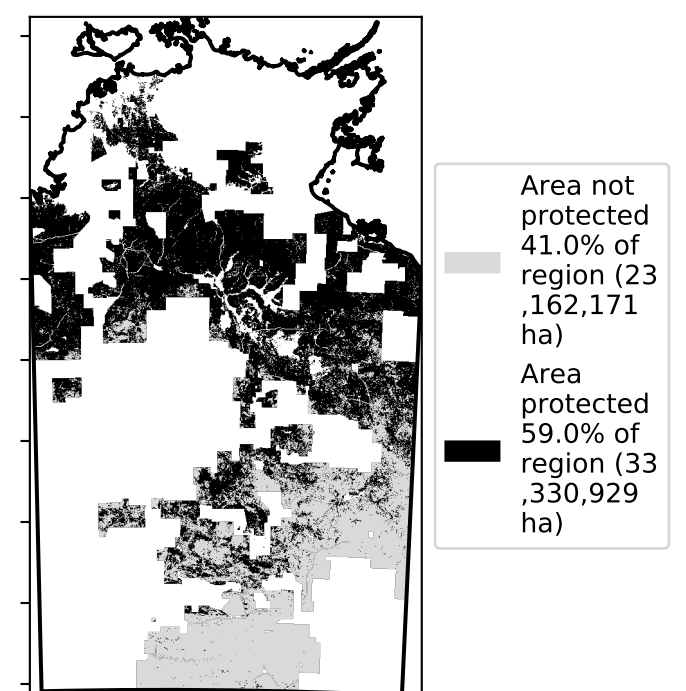 Area not
protected
41.0% of
region (23
,162,171
ha)
Area
protected
59.0% of
region (33
,330,929
ha)